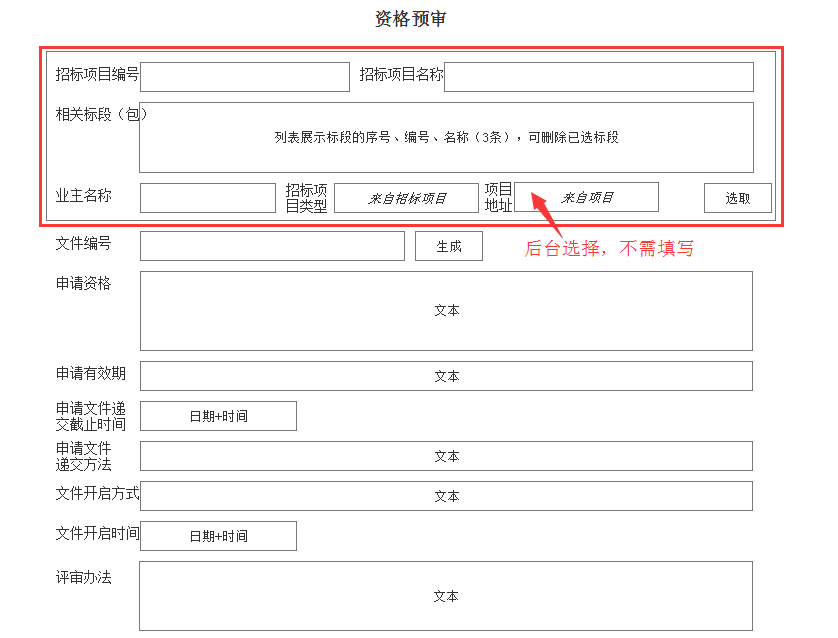 资格预审
招标项目编号 招标项目名称
相关标段（包）
列表展示标段的序号、编号、名称（3条），可删除已选标段
业主名称 招标项目类型 来自招标项目 项目地址 来自项目 选取
文件编号 生成 后台选择，不需填写
申请资格 文本
申请有效期 文本
申请文件递交截止时间 日期+时间
申请文件递交方法 文本
文件开启方式 文本
文件开启时间 日期+时间
评审办法 文本